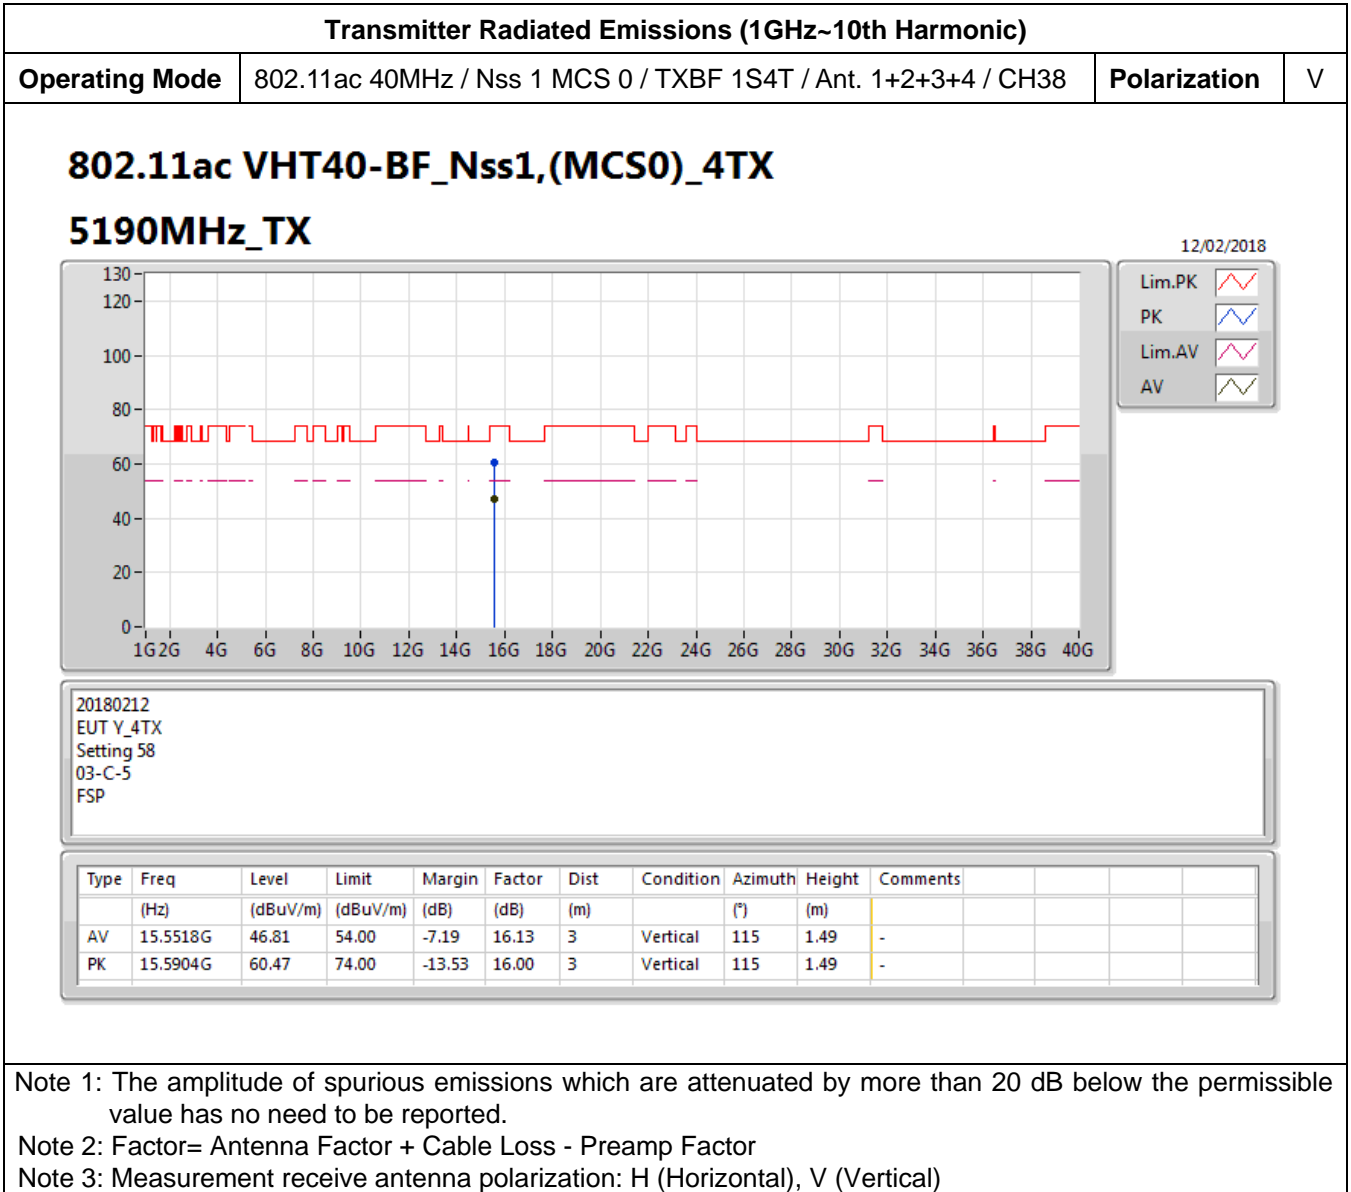 Transmitter Radiated Emissions (1GHz~10th Harmonic)
Operating Mode 802.11ac 40MHz / Nss 1 MCS 0 / TXBF 1S4T / Ant. 1+2+3+4 / CH38 Polarization V
802.11ac VHT40-BF_Nss1,(MCS0)_4TX
5190MHz_TX
12/02/2018
130
120
100
80
60
40
20
0
1G 2G 4G 6G 8G 10G 12G 14G 16G 18G 20G 22G 24G 26G 28G 30G 32G 34G 36G 38G 40G
Lim.PK
PK
Lim.AV
AV
20180212
EUT Y_4TX
Setting 58
03-C-5
FSP
Type Freq Level Limit Margin Factor Dist Condition Azimuth Height Comments
(Hz) (dBuV/m) (dBuV/m) (dB) (dB) (m) (°) (m)
AV 15.5518G 46.81 54.00 -7.19 16.13 3 Vertical 115 1.49 -
PK 15.5904G 60.47 74.00 -13.53 16.00 3 Vertical 115 1.49 -
Note 1: The amplitude of spurious emissions which are attenuated by more than 20 dB below the permissible
value has no need to be reported.
Note 2: Factor= Antenna Factor + Cable Loss - Preamp Factor
Note 3: Measurement receive antenna polarization: H (Horizontal), V (Vertical)